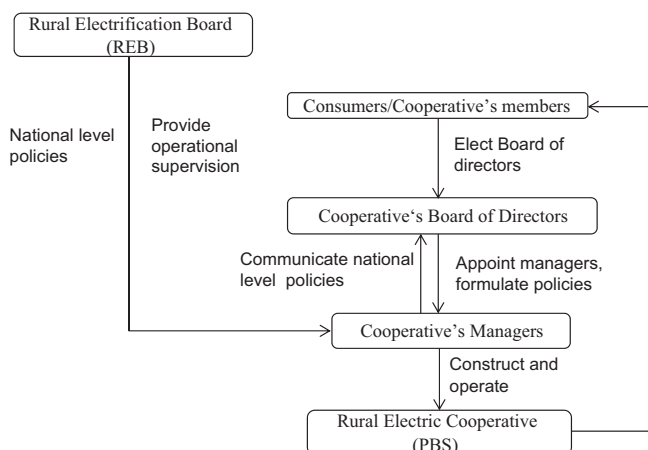 Rural Electrification Board
(REB)
Consumers/Cooperative's members
National level
policies
Provide
operational
supervision
Elect Board of
directors
Cooperative‘s Board of Directors
Communicate national
level policies
Appoint managers,
formulate policies
Cooperative's Managers
Construct and
operate
Rural Electric Cooperative
(PBS)